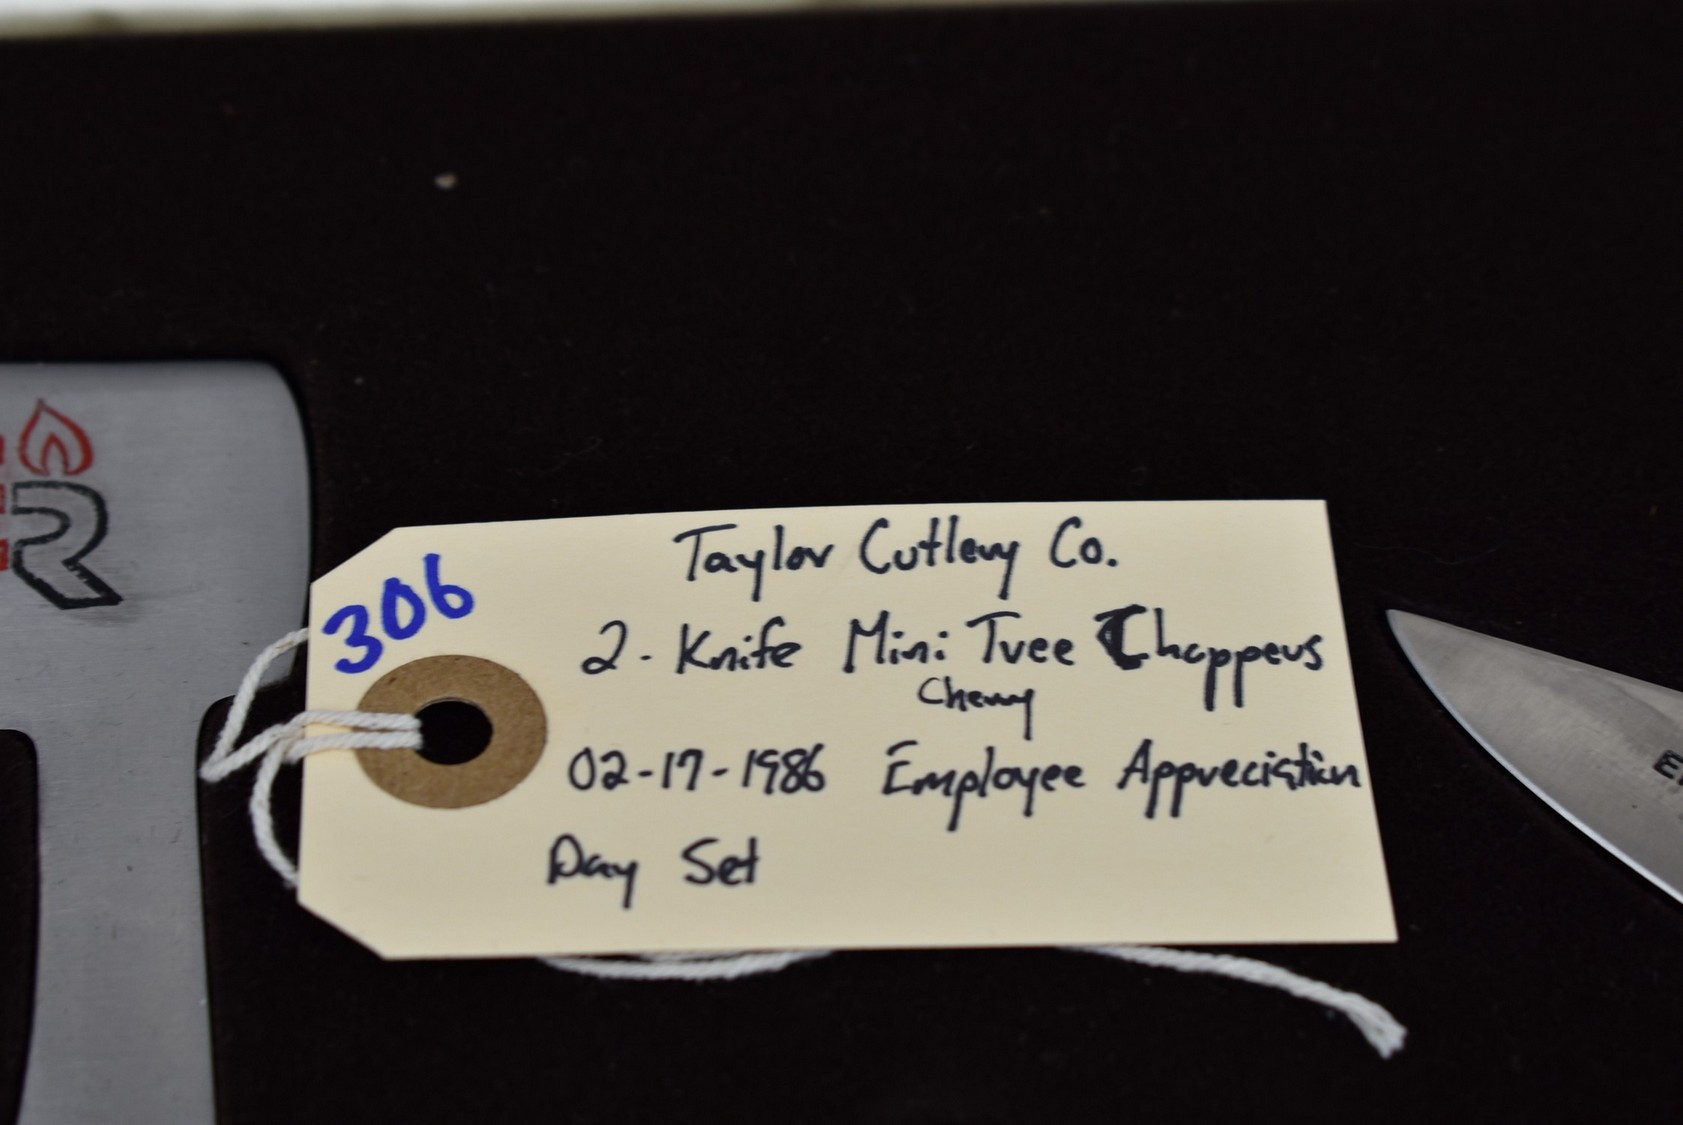 306
Taylor Cutlery Co.
2-Knife Mini Tree Choppers
Cherry
02-17-1986 Employee Appreciation
Day Set
R